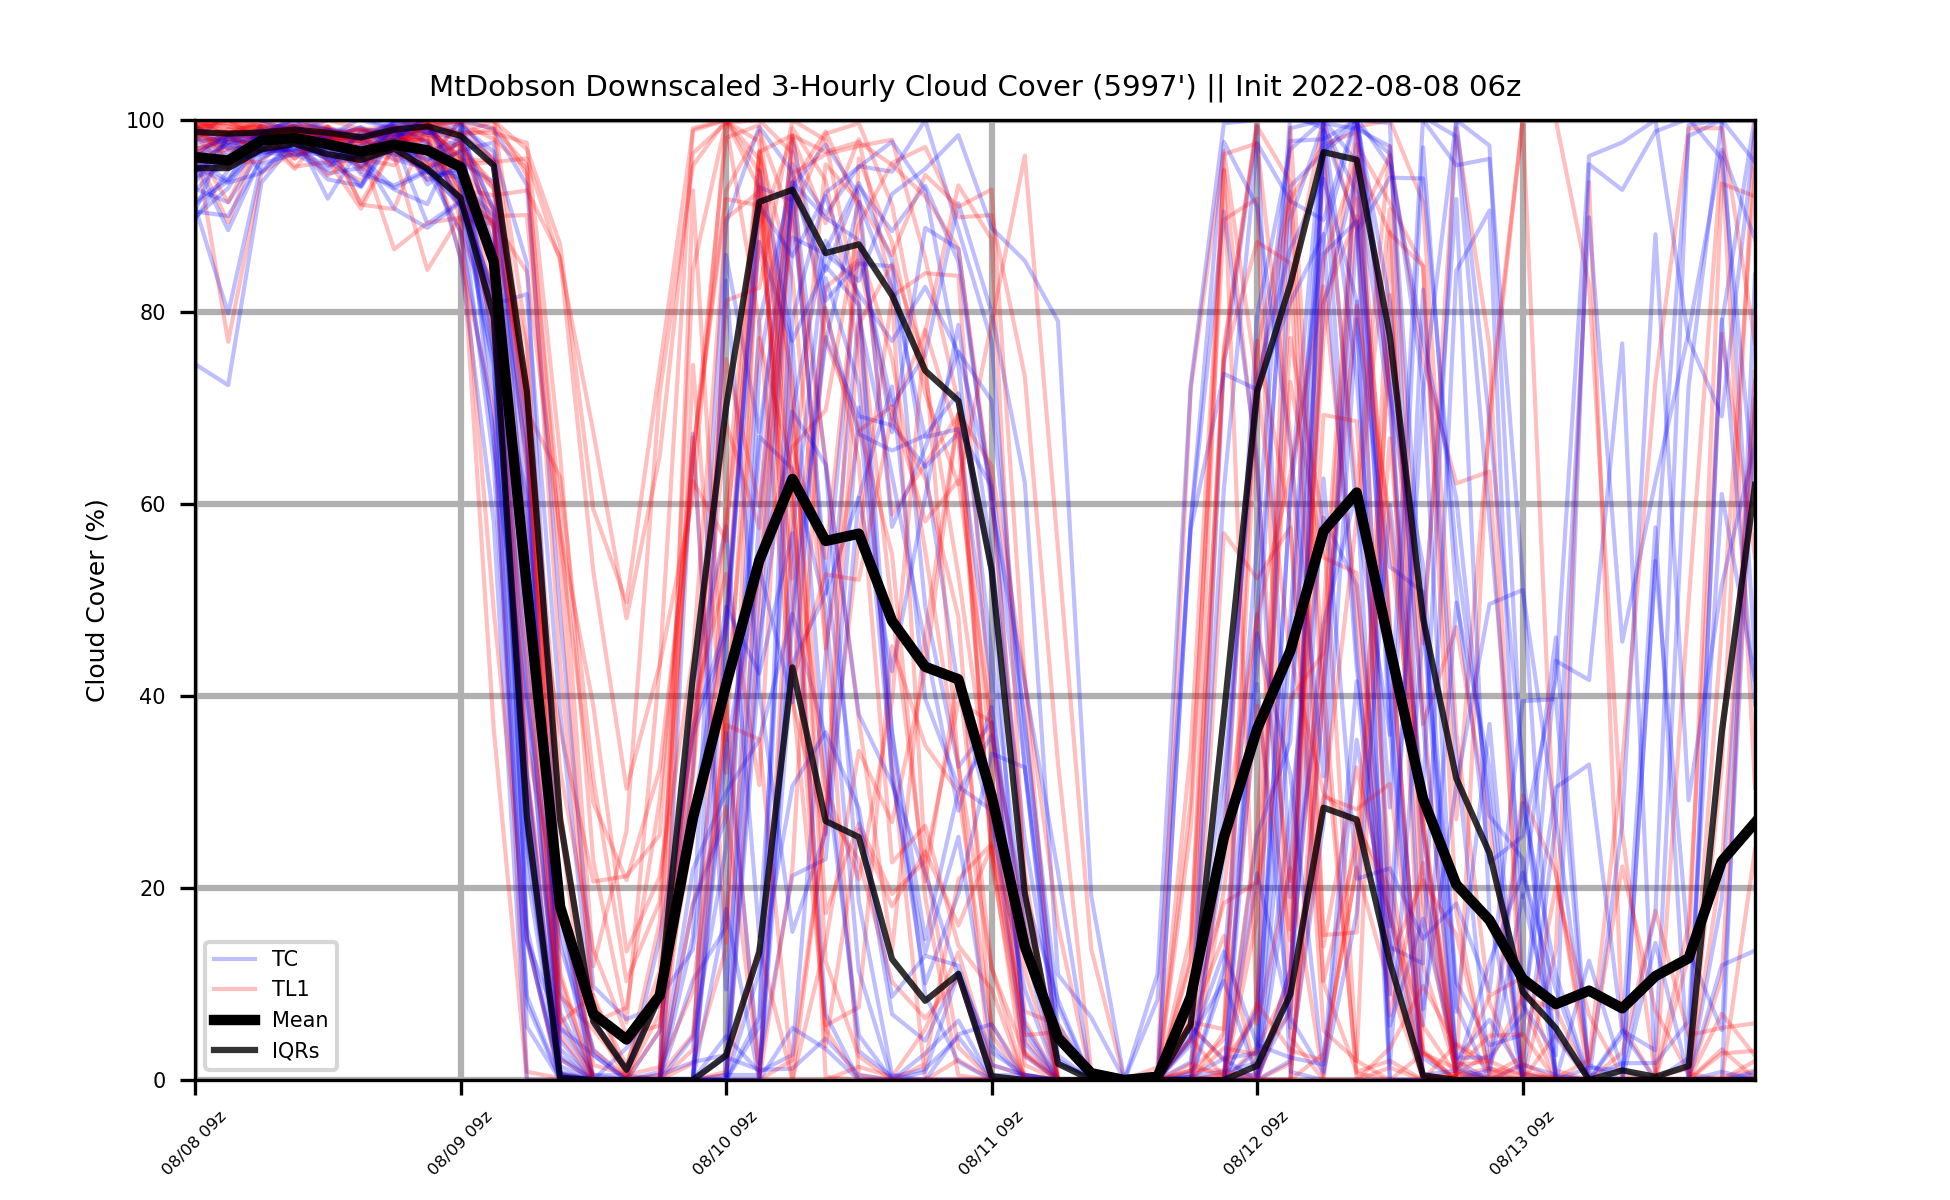 MtDobson Downscaled 3-Hourly Cloud Cover (5997') || Init 2022-08-08 06z
Cloud Cover (%)
100
80
60
40
20
0
TC
TL1
Mean
IQRs
08/08 09z
08/09 09z
08/10 09z
08/11 09z
08/12 09z
08/13 09z